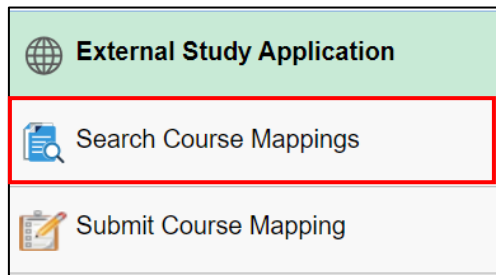 External Study Application
Search Course Mappings
Submit Course Mapping